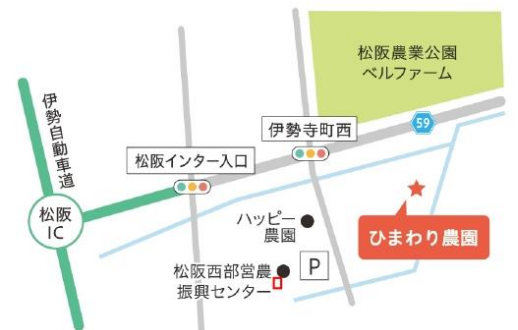 松阪農業公園
ベルファーム
伊勢自動車道
59
伊勢寺町西
松阪インター入口
松阪
IC
ハッピー
農園
ひまわり農園
松阪西部営農
振興センター
P